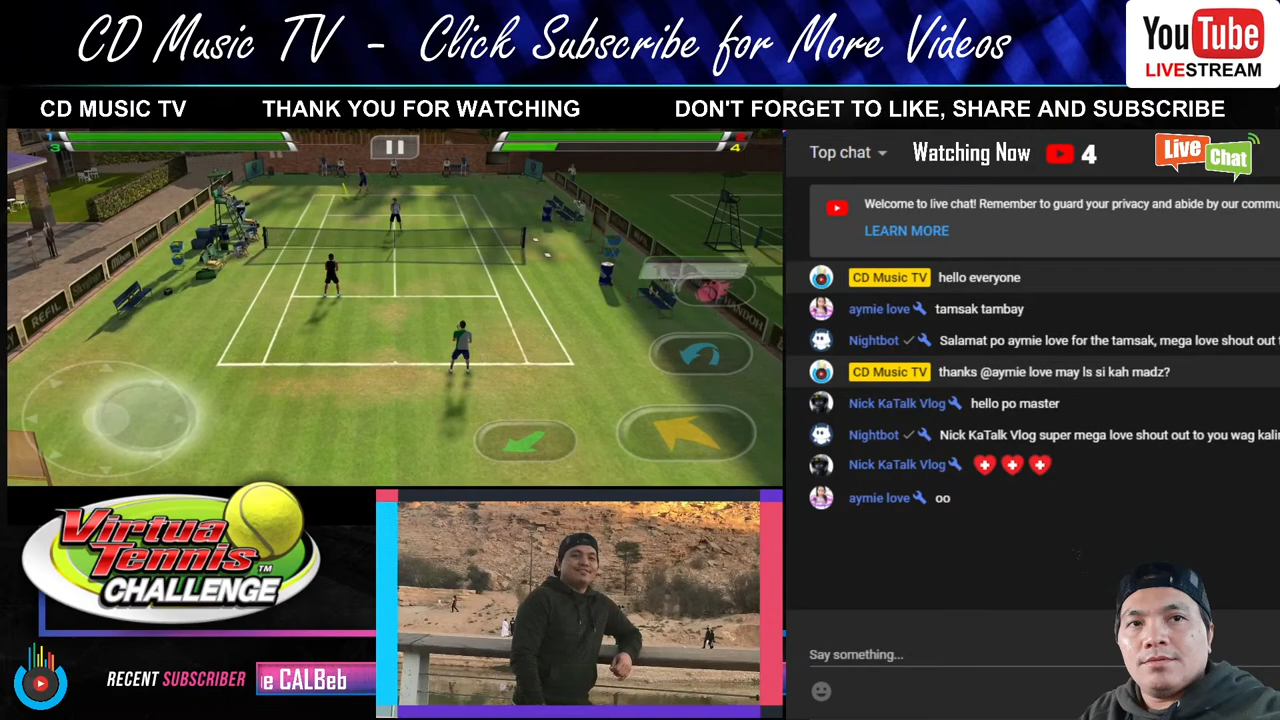 CD Music TV - Click Subscribe for More Videos
YouTube
LIVESTREAM
CD MUSIC TV THANK YOU FOR WATCHING DON'T FORGET TO LIKE, SHARE AND SUBSCRIBE
3
4
Top chat
Watching Now 4
Live Chat
Welcome to live chat! Remember to guard your privacy and abide by our commu
LEARN MORE
CD Music TV hello everyone
aymie love tamsak tambay
Nightbot Salamat po aymie love for the tamsak, mega love shout out t
CD Music TV thanks @aymie love may ls si kah madz?
Nick KaTalk Vlog hello po master
Nightbot Nick KaTalk Vlog super mega love shout out to you wag kalin
Nick KaTalk Vlog
aymie love oo
REFIL
Virtua
Tennis™
CHALLENGE
RECENT SUBSCRIBER e CALBeb
Say something...